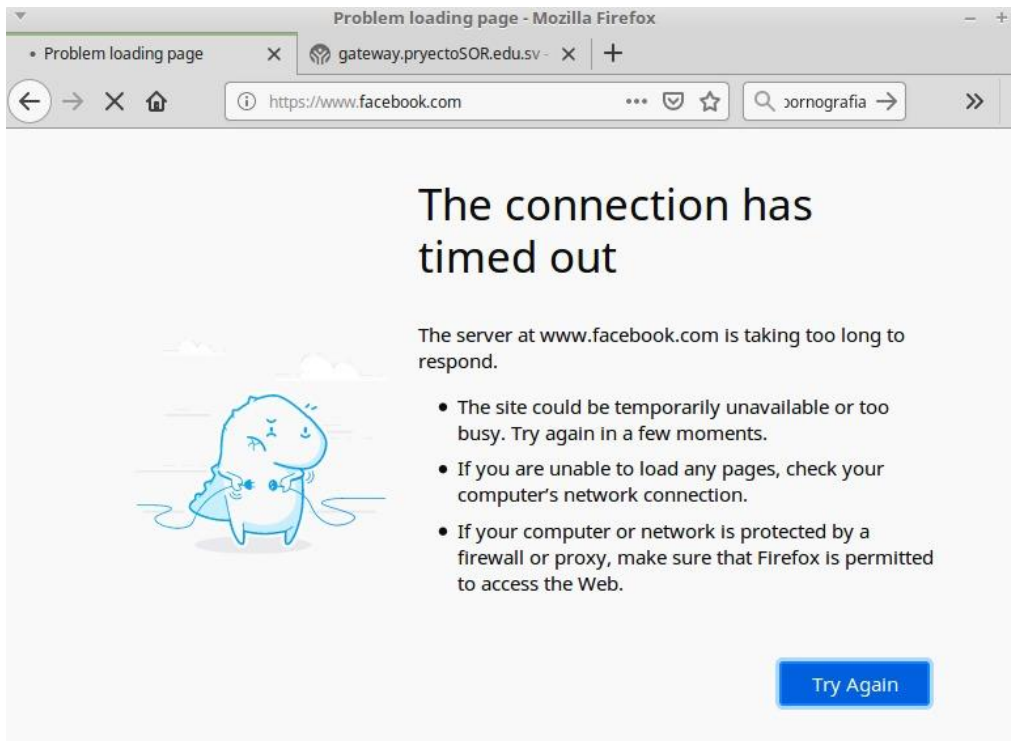 Problem loading page - Mozilla Firefox
• Problem loading page
gateway.pryectoSOR.edu.sv -
https://www.facebook.com
The connection has
timed out
The server at www.facebook.com is taking too long to
respond.
• The site could be temporarily unavailable or too
busy. Try again in a few moments.
• If you are unable to load any pages, check your
computer's network connection.
• If your computer or network is protected by a
firewall or proxy, make sure that Firefox is permitted
to access the Web.
Try Again